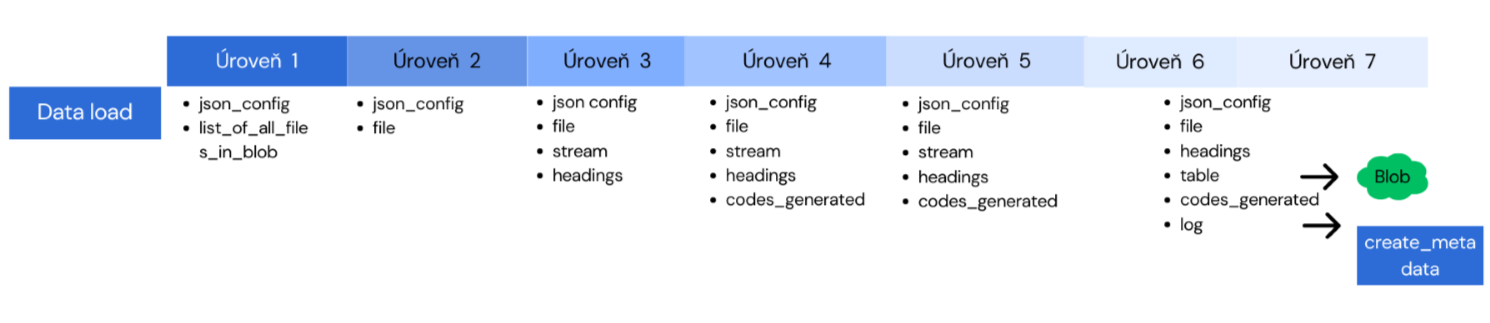 Úroveň 1
Úroveň 2
Úroveň 3
Úroveň 4
Úroveň 5
Úroveň 6
Úroveň 7
Data load
• json_config
• list_of_all_file
s_in_blob
• json_config
• file
• json config
• file
• stream
• headings
• json_config
• file
• stream
• headings
• codes_generated
• json_config
• file
• stream
• headings
• codes_generated
• json_config
• file
• headings
• table
• codes_generated
• log
Blob
create_meta
data